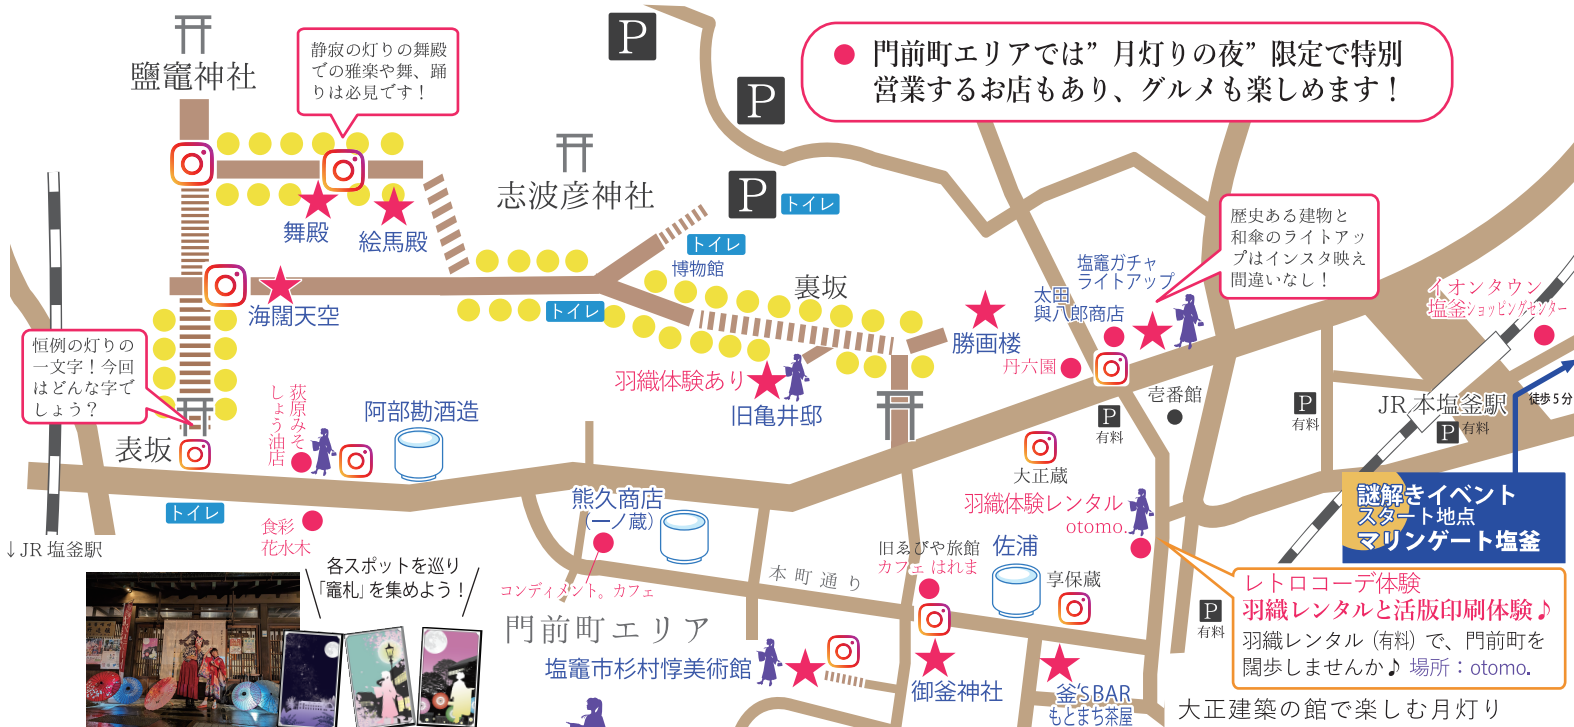 鹽竈神社
静寂の灯りの舞殿
での雅楽や舞、踊
りは必見です！
P
P
● 門前町エリアでは”月灯りの夜”限定で特別
営業するお店もあり、グルメも楽しめます！
志波彦神社
P
トイレ
トイレ
博物館
舞殿
絵馬殿
海闊天空
トイレ
裏坂
歴史ある建物と
和傘のライトアッ
プはインスタ映え
間違いなし！
塩竈ガチャ
ライトアップ
太田
與八郎商店
勝画楼
丹六園
イオンタウン
塩釜ショッピングセンター
恒例の灯りの
一文字！今回
はどんな字で
しょう？
表坂
荻原みそ
しょう油店
阿部勘酒造
羽織体験あり
旧亀井邸
壱番館
P
有料
P
有料
JR 本塩釜駅
P 有料
徒歩5分
大正蔵
羽織体験レンタル
otomo.
謎解きイベント
スタート地点
マリンゲート塩釜
トイレ
食彩
花水木
↓JR 塩釜駅
熊久商店
（一ノ蔵）
コンディメント。カフェ
各スポットを巡り
「竈札」を集めよう！
本町通り
旧ゑびや旅館
カフェ はれま
佐浦
享保蔵
P
有料
レトロコーデ体験
羽織レンタルと活版印刷体験♪
羽織レンタル（有料）で、門前町を
闊歩しませんか♪ 場所：otomo.
門前町エリア
塩竈市杉村惇美術館
御釜神社
釜'sBAR
もとまち茶屋
大正建築の館で楽しむ月灯り